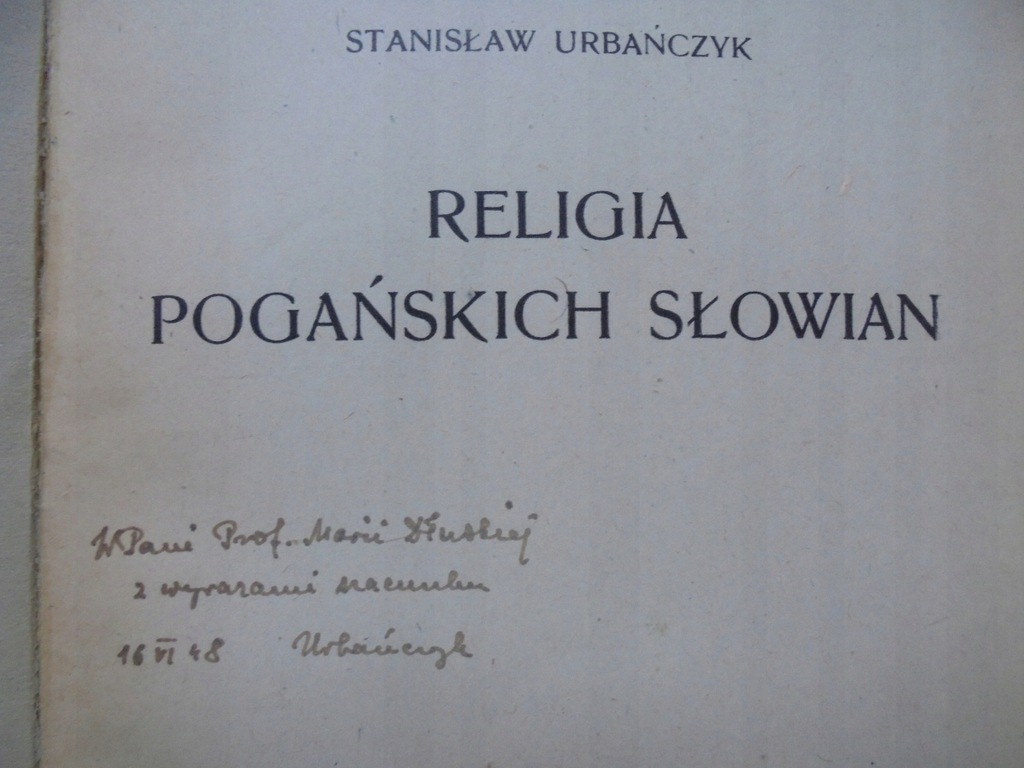 STANISŁAW URBAŃCZYK
RELIGIA
POGAŃSKICH SŁOWIAN
WPani Prof. Marii Dłuskiej
z wyrazami szacunku
16 VI 48 Urbańczyk